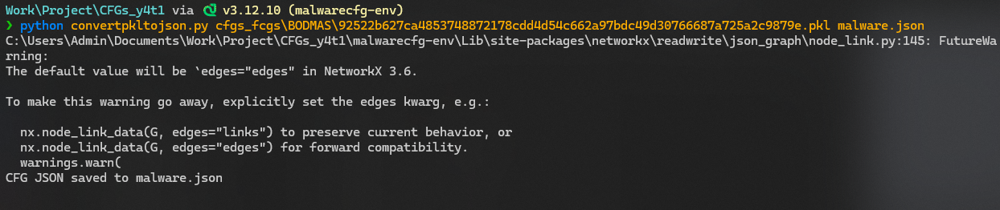 Work\Project\CFGs_y4t1 via v3.12.10 (malwarecfg-env)
❯ python convertpkltojson.py cfgs_fcgs\BODMAS\92522b627ca4853748872178cdd4d54c662a97bdc49d30766687a725a2c9879e.pkl malware.json
C:\Users\Admin\Documents\Work\Project\CFGs_y4t1\malwarecfg-env\Lib\site-packages\networkx\readwrite\json_graph\node_link.py:145: FutureWa
rning:
The default value will be `edges="edges" in NetworkX 3.6.

To make this warning go away, explicitly set the edges kwarg, e.g.:

  nx.node_link_data(G, edges="links") to preserve current behavior, or
  nx.node_link_data(G, edges="edges") for forward compatibility.
  warnings.warn(
CFG JSON saved to malware.json